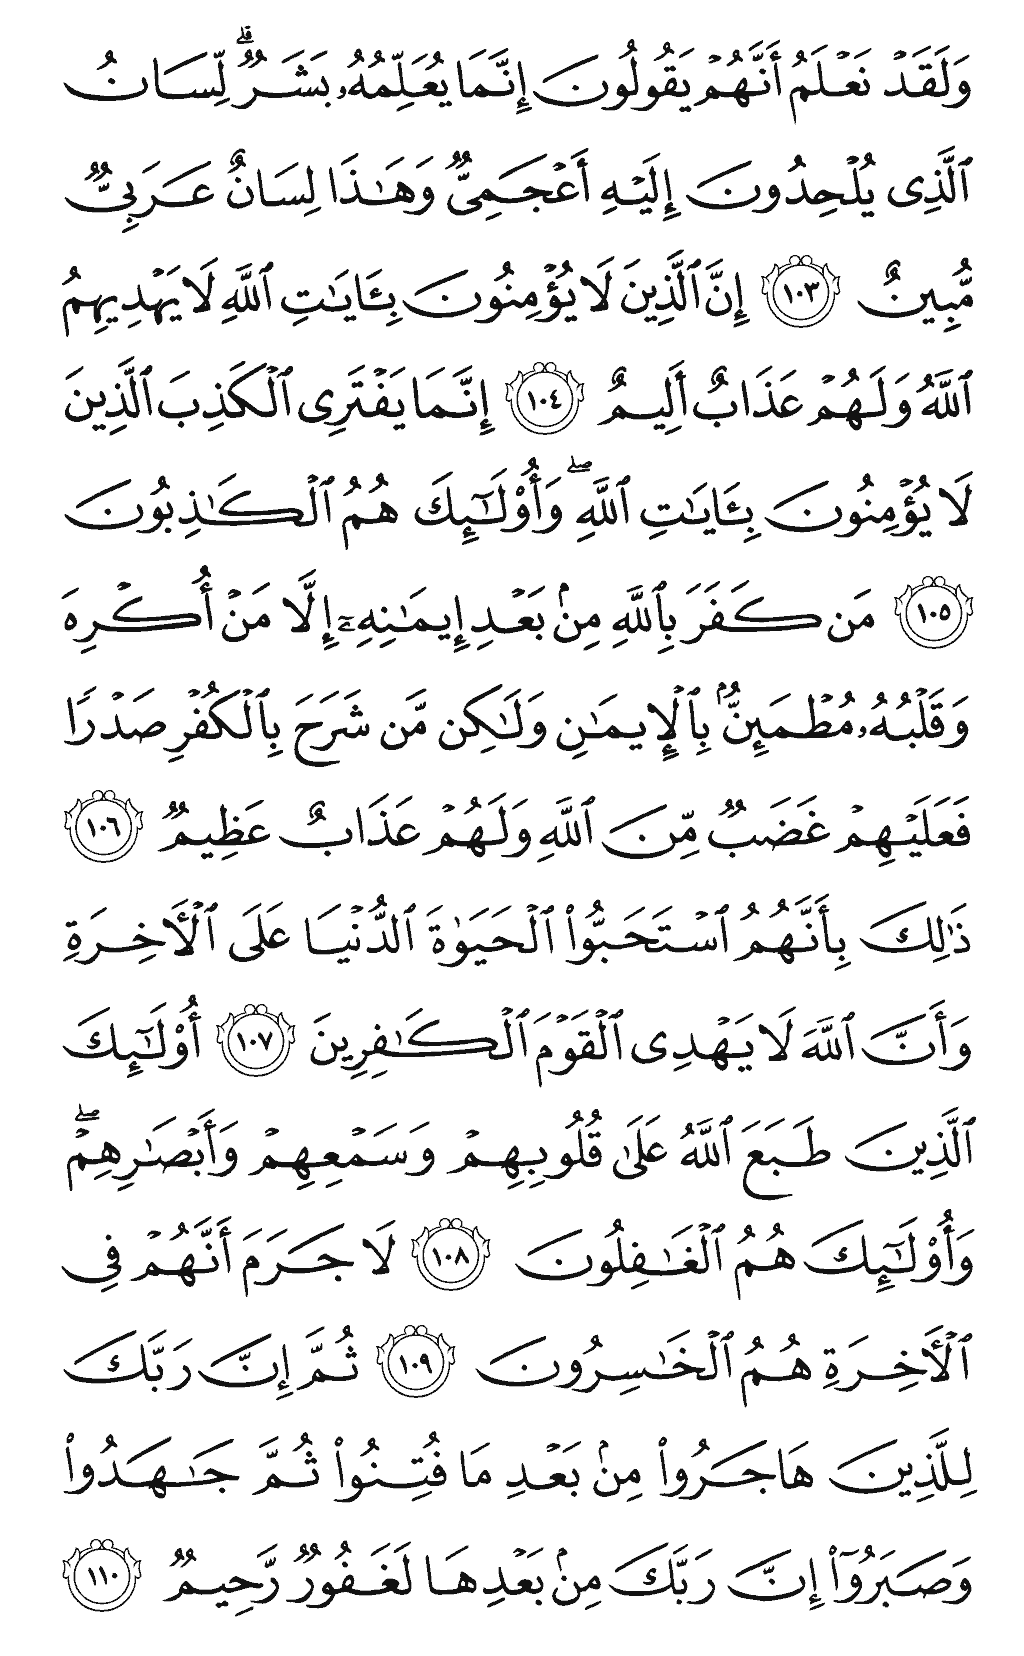 وَلَقَدْ نَعْلَمُ أَنَّهُمْ يَقُولُونَ إِنَّمَا يُعَلِّمُهُۥ بَشَرٌۗ لِّسَانُ
ٱلَّذِى يُلْحِدُونَ إِلَيْهِ أَعْجَمِىٌّ وَهَـٰذَا لِسَانٌ عَرَبِىٌّ
مُّبِينٌ ١٠٣ إِنَّ ٱلَّذِينَ لَا يُؤْمِنُونَ بِـَٔايَـٰتِ ٱللَّهِ لَا يَهْدِيهِمُ
ٱللَّهُ وَلَهُمْ عَذَابٌ أَلِيمٌ ١٠٤ إِنَّمَا يَفْتَرِى ٱلْكَذِبَ ٱلَّذِينَ
لَا يُؤْمِنُونَ بِـَٔايَـٰتِ ٱللَّهِۖ وَأُو۟لَـٰٓئِكَ هُمُ ٱلْكَـٰذِبُونَ
١٠٥ مَن كَفَرَ بِٱللَّهِ مِنۢ بَعْدِ إِيمَـٰنِهِۦٓ إِلَّا مَنْ أُكْرِهَ
وَقَلْبُهُۥ مُطْمَئِنٌّۢ بِٱلْإِيمَـٰنِ وَلَـٰكِن مَّن شَرَحَ بِٱلْكُفْرِ صَدْرًا
فَعَلَيْهِمْ غَضَبٌ مِّنَ ٱللَّهِ وَلَهُمْ عَذَابٌ عَظِيمٌ ١٠٦
ذَٰلِكَ بِأَنَّهُمُ ٱسْتَحَبُّوا۟ ٱلْحَيَوٰةَ ٱلدُّنْيَا عَلَى ٱلْـَٔاخِرَةِ
وَأَنَّ ٱللَّهَ لَا يَهْدِى ٱلْقَوْمَ ٱلْكَـٰفِرِينَ ١٠٧ أُو۟لَـٰٓئِكَ
ٱلَّذِينَ طَبَعَ ٱللَّهُ عَلَىٰ قُلُوبِهِمْ وَسَمْعِهِمْ وَأَبْصَـٰرِهِمْۖ
وَأُو۟لَـٰٓئِكَ هُمُ ٱلْغَـٰفِلُونَ ١٠٨ لَا جَرَمَ أَنَّهُمْ فِى
ٱلْـَٔاخِرَةِ هُمُ ٱلْخَـٰسِرُونَ ١٠٩ ثُمَّ إِنَّ رَبَّكَ
لِلَّذِينَ هَاجَرُوا۟ مِنۢ بَعْدِ مَا فُتِنُوا۟ ثُمَّ جَـٰهَدُوا۟
وَصَبَرُوٓا۟ إِنَّ رَبَّكَ مِنۢ بَعْدِهَا لَغَفُورٌ رَّحِيمٌ ١١٠